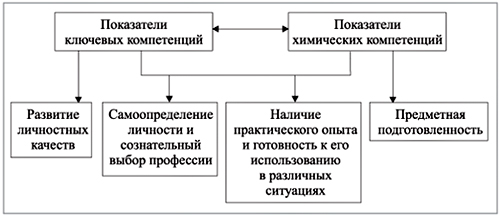 Показатели
ключевых компетенций
Показатели
химических компетенций
Развитие
личностных
качеств
Самоопределение
личности и
сознательный
выбор профессии
Наличие
практического опыта
и готовность к его
использованию
в различных
ситуациях
Предметная
подготовленность